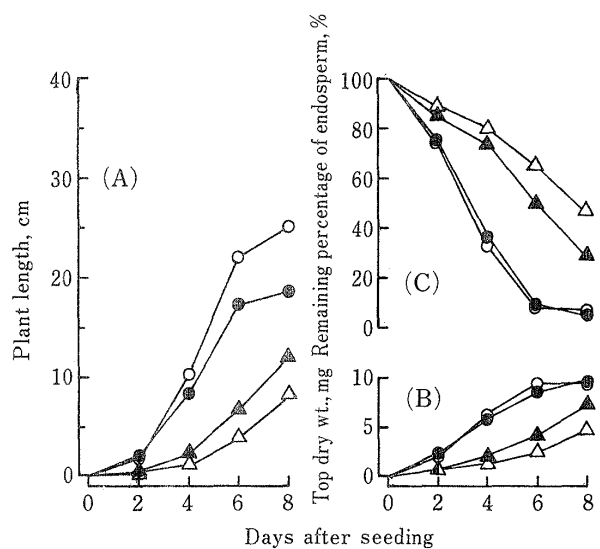 Plant length, cm
40
30
20
10
0
(A)
0 2 4 6 8
Remaining percentage of endosperm, %
100
80
60
40
20
0
(C)
Top dry wt., mg
10
5
0
(B)
0 2 4 6 8
Days after seeding